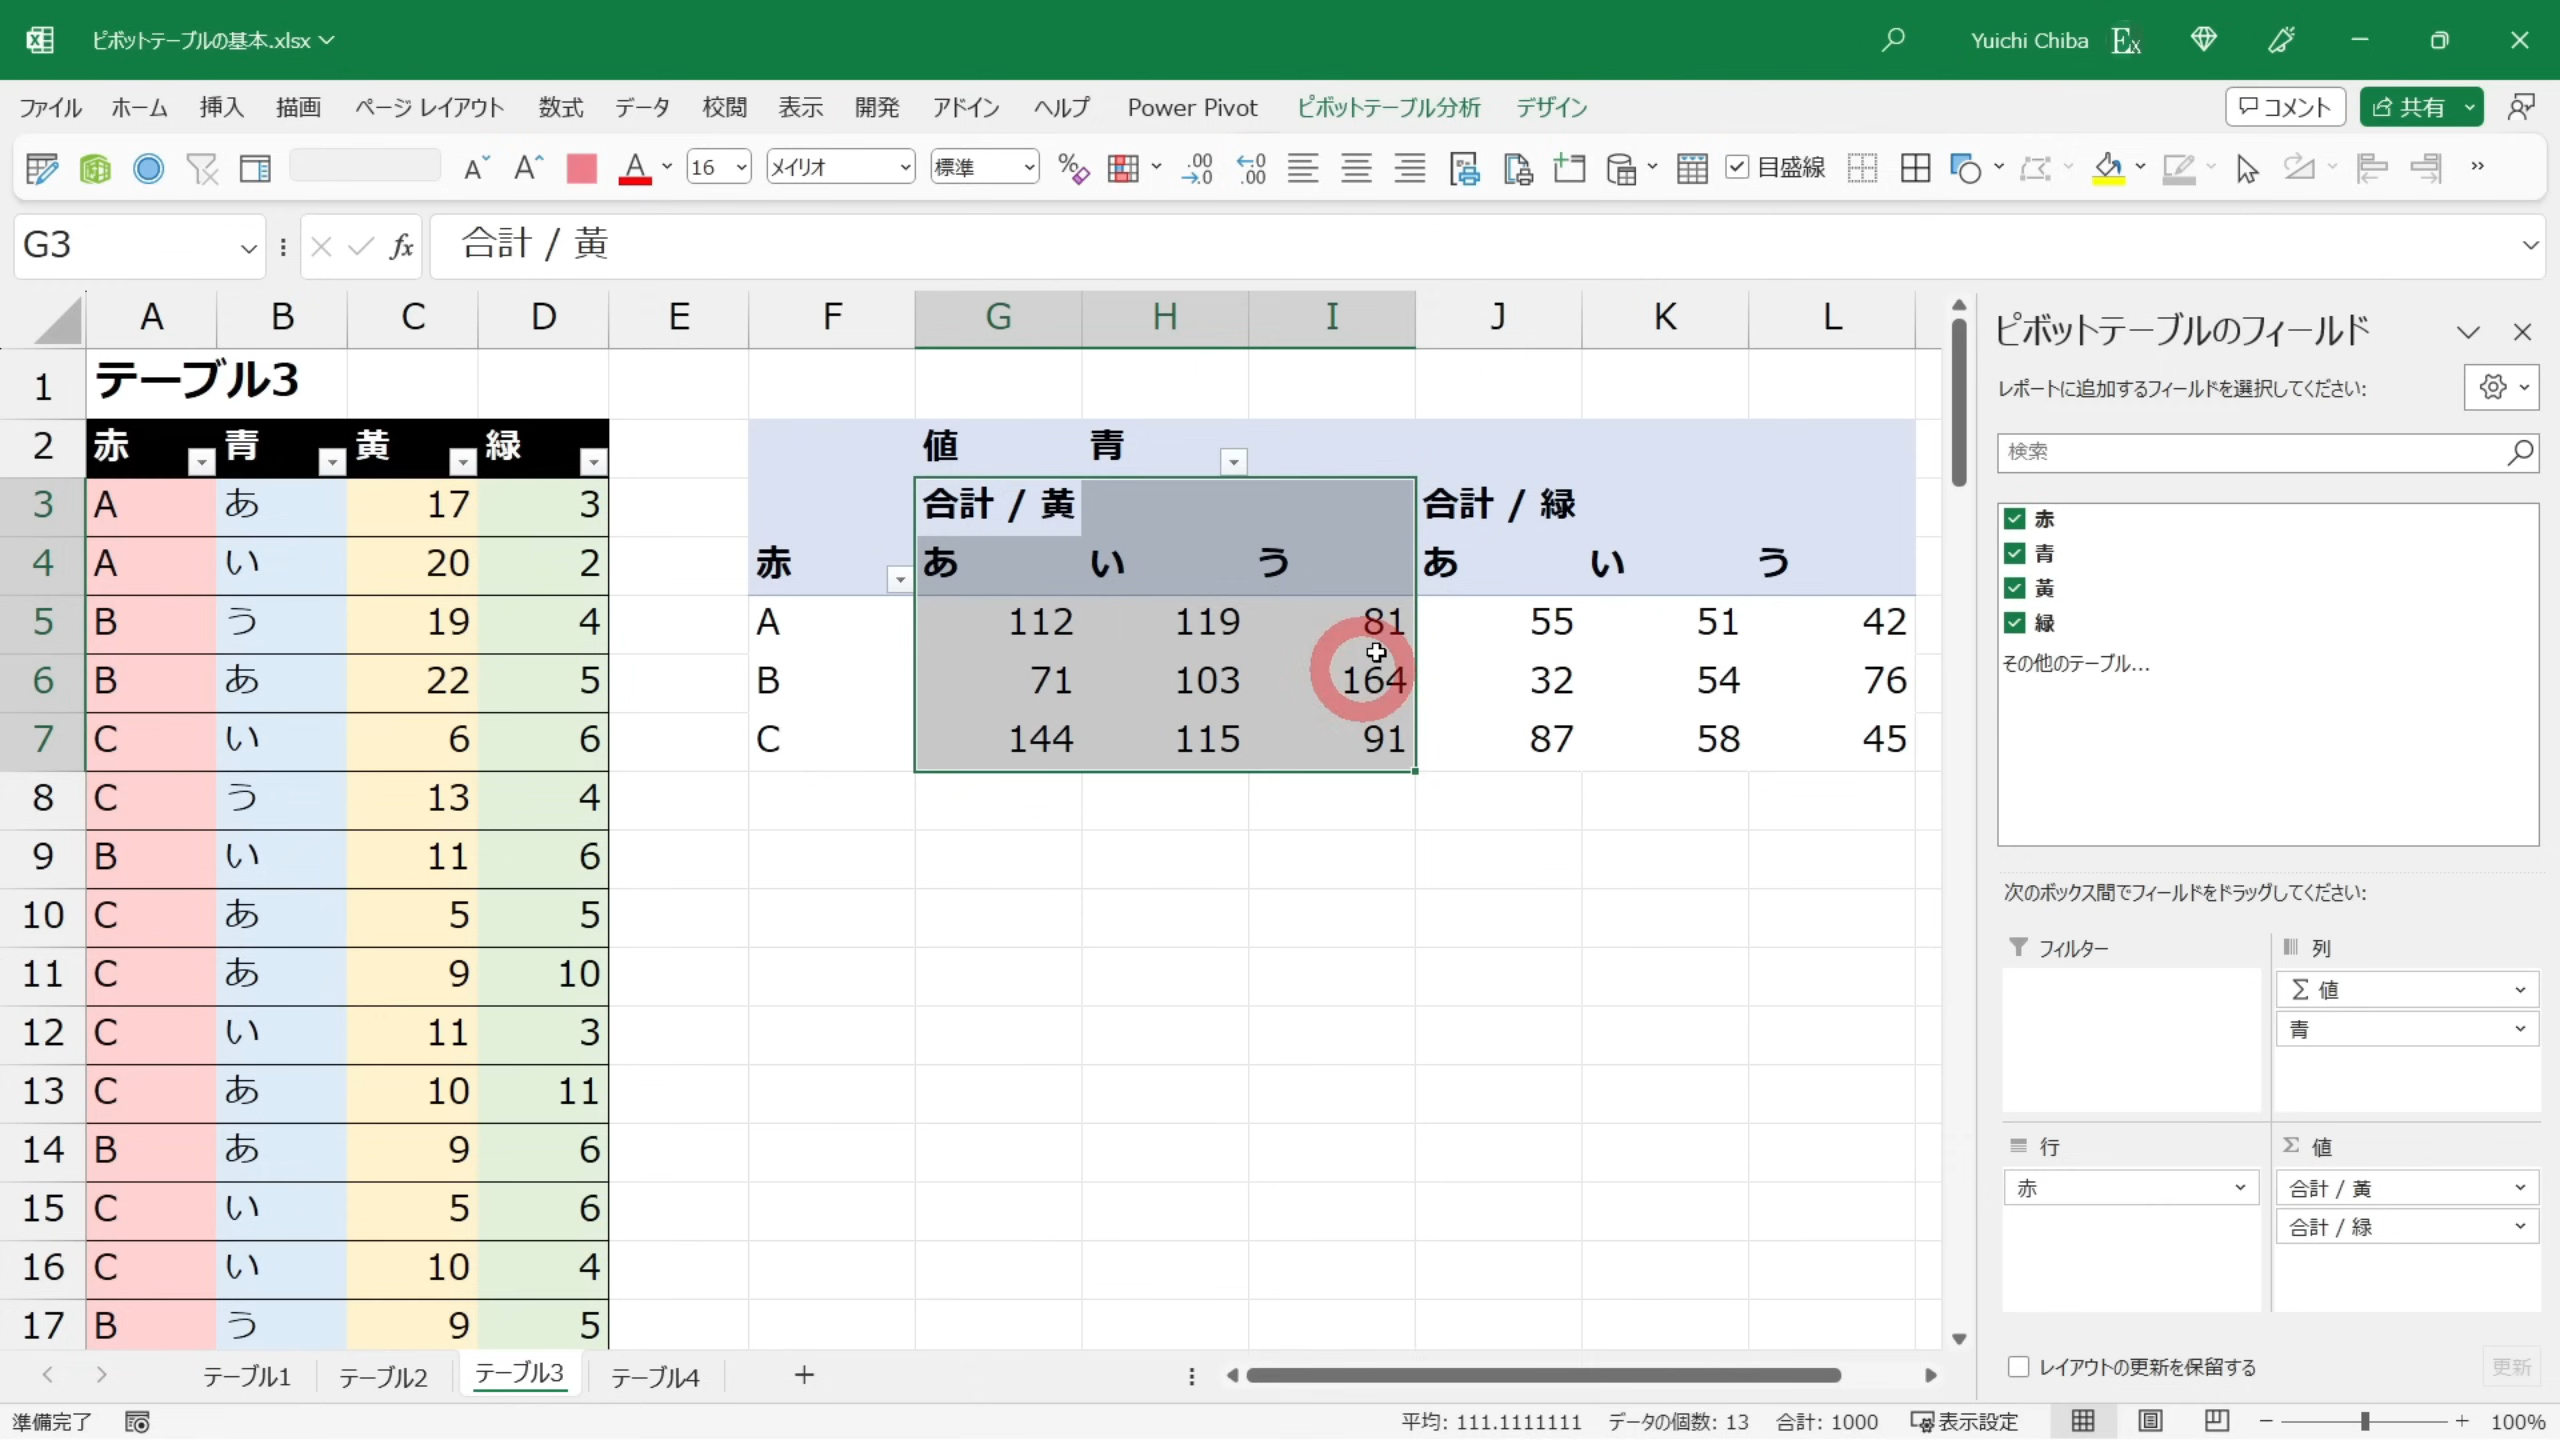 ピボットテーブルの基本.xlsx
Yuichi Chiba
ファイル ホーム 挿入 描画 ページ レイアウト 数式 データ 校閲 表示 開発 アドイン ヘルプ Power Pivot ピボットテーブル分析 デザイン コメント 共有
16 メイリオ 標準 目盛線
G3 fx 合計 / 黃
A B C D E F G H I J K L
1 テーブル3
2 赤 青 黃 緑 値 青
3 A あ 17 3 合計 / 黃 合計 / 緑
4 A い 20 2 赤 あ い う あ い う
5 B う 19 4 A 112 119 81 55 51 42
6 B あ 22 5 B 71 103 164 32 54 76
7 C い 6 6 C 144 115 91 87 58 45
8 C う 13 4
9 B い 11 6
10 C あ 5 5
11 C あ 9 10
12 C い 11 3
13 C あ 10 11
14 B あ 9 6
15 C い 5 6
16 C い 10 4
17 B う 9 5
ピボットテーブルのフィールド
レポートに追加するフィールドを選択してください:
検索
赤
青
黃
緑
その他のテーブル...
次のボックス間でフィールドをドラッグしてください:
フィルター 列
Σ 値
青
行 Σ 値
赤 合計 / 黃
合計 / 緑
レイアウトの更新を保留する 更新
テーブル1 テーブル2 テーブル3 テーブル4
準備完了 平均: 111.1111111 データの個数: 13 合計: 1000 表示設定 100%